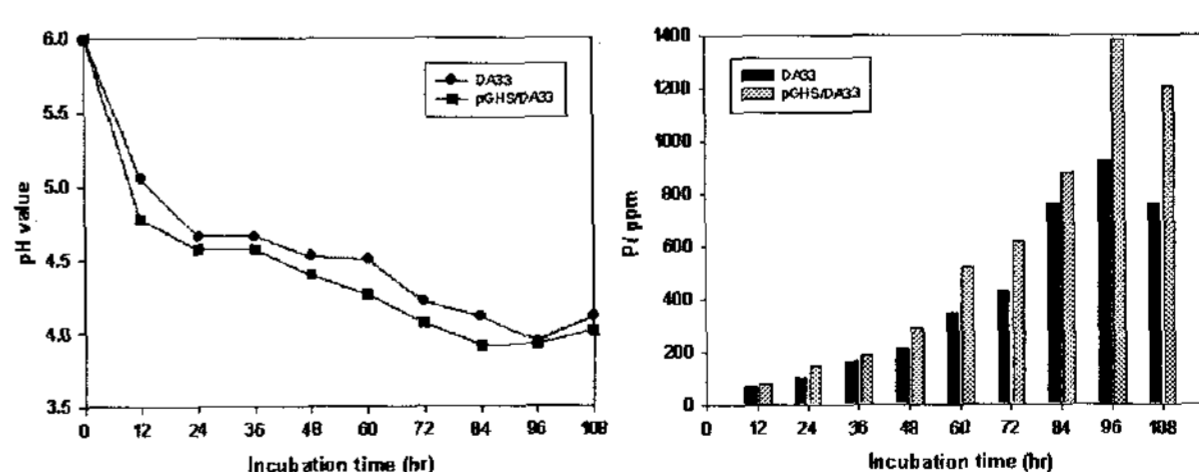 6.0
5.5
5.0
4.5
4.0
3.5
pH value
DA33
pGHS/DA33
0 12 24 36 48 60 72 84 96 108
Incubation time (hr)
1400
1200
1000
800
600
400
200
0
P/ ppm
DA33
pGHS/DA33
0 12 24 36 48 60 72 84 96 108
Incubation time (hr)